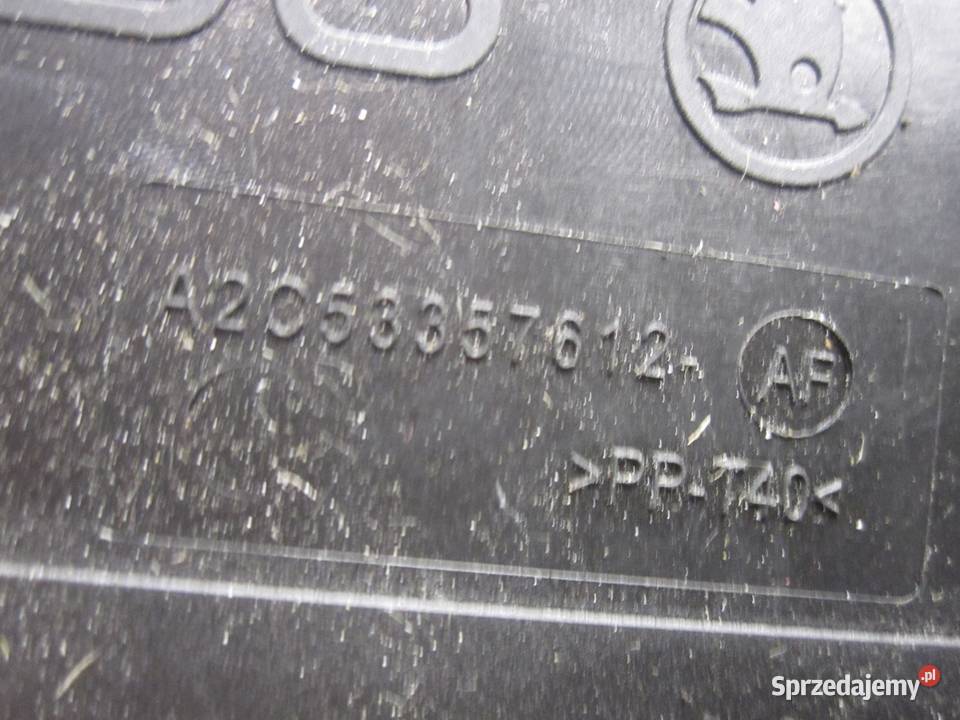 A2C53357612-
AF
>PP-T40<
Sprzedajemy.pl